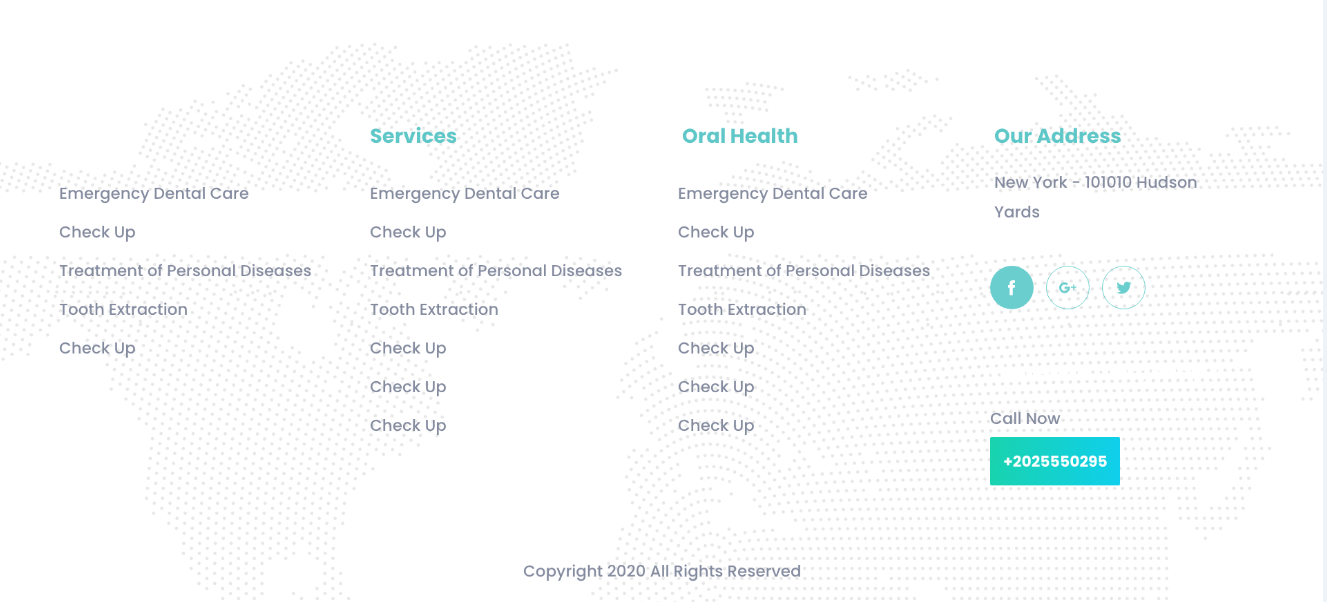 Emergency Dental Care
Check Up
Treatment of Personal Diseases
Tooth Extraction
Check Up
Services
Emergency Dental Care
Check Up
Treatment of Personal Diseases
Tooth Extraction
Check Up
Check Up
Check Up
Oral Health
Emergency Dental Care
Check Up
Treatment of Personal Diseases
Tooth Extraction
Check Up
Check Up
Check Up
Our Address
New York - 101010 Hudson
Yards
f G+
Call Now
+2025550295
Copyright 2020 All Rights Reserved